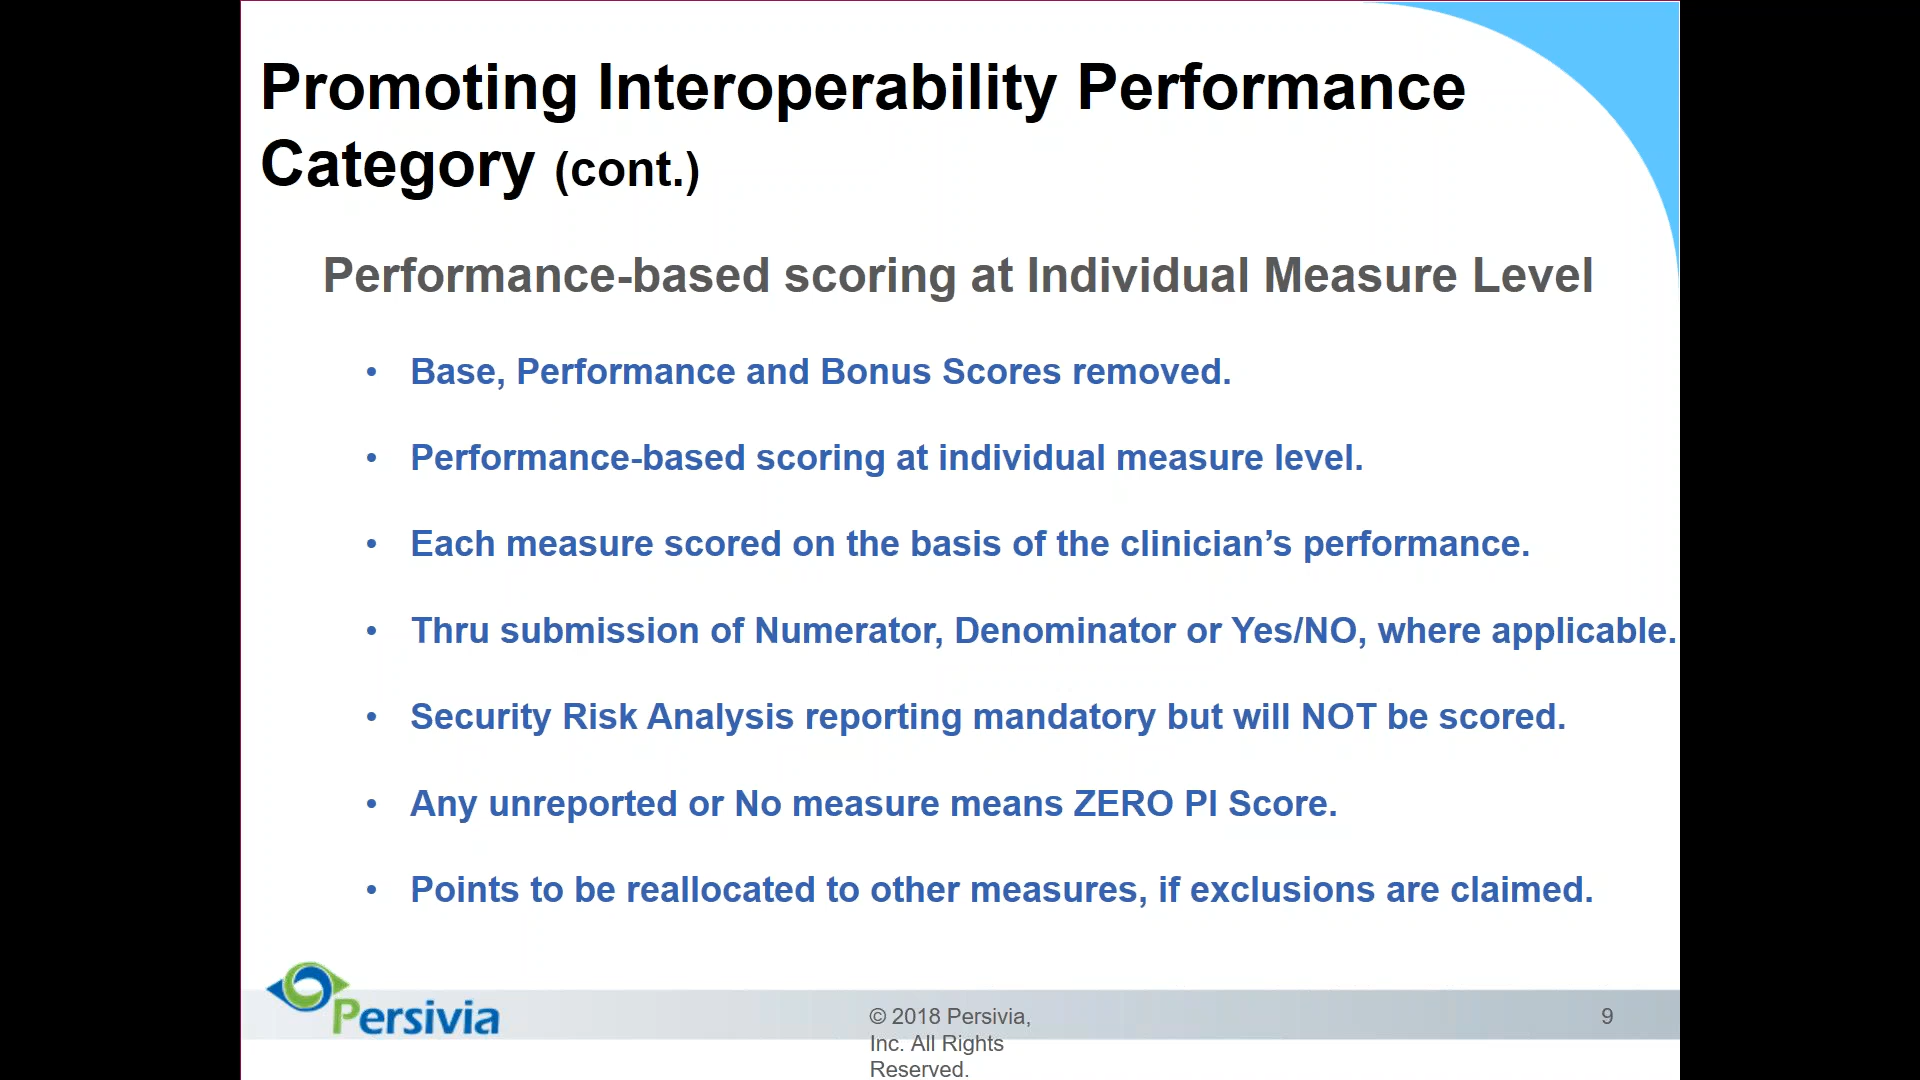 Promoting Interoperability Performance
Category (cont.)
Performance-based scoring at Individual Measure Level
• Base, Performance and Bonus Scores removed.
• Performance-based scoring at individual measure level.
• Each measure scored on the basis of the clinician’s performance.
• Thru submission of Numerator, Denominator or Yes/NO, where applicable.
• Security Risk Analysis reporting mandatory but will NOT be scored.
• Any unreported or No measure means ZERO PI Score.
• Points to be reallocated to other measures, if exclusions are claimed.
Persivia
© 2018 Persivia,
Inc. All Rights
Reserved.
9